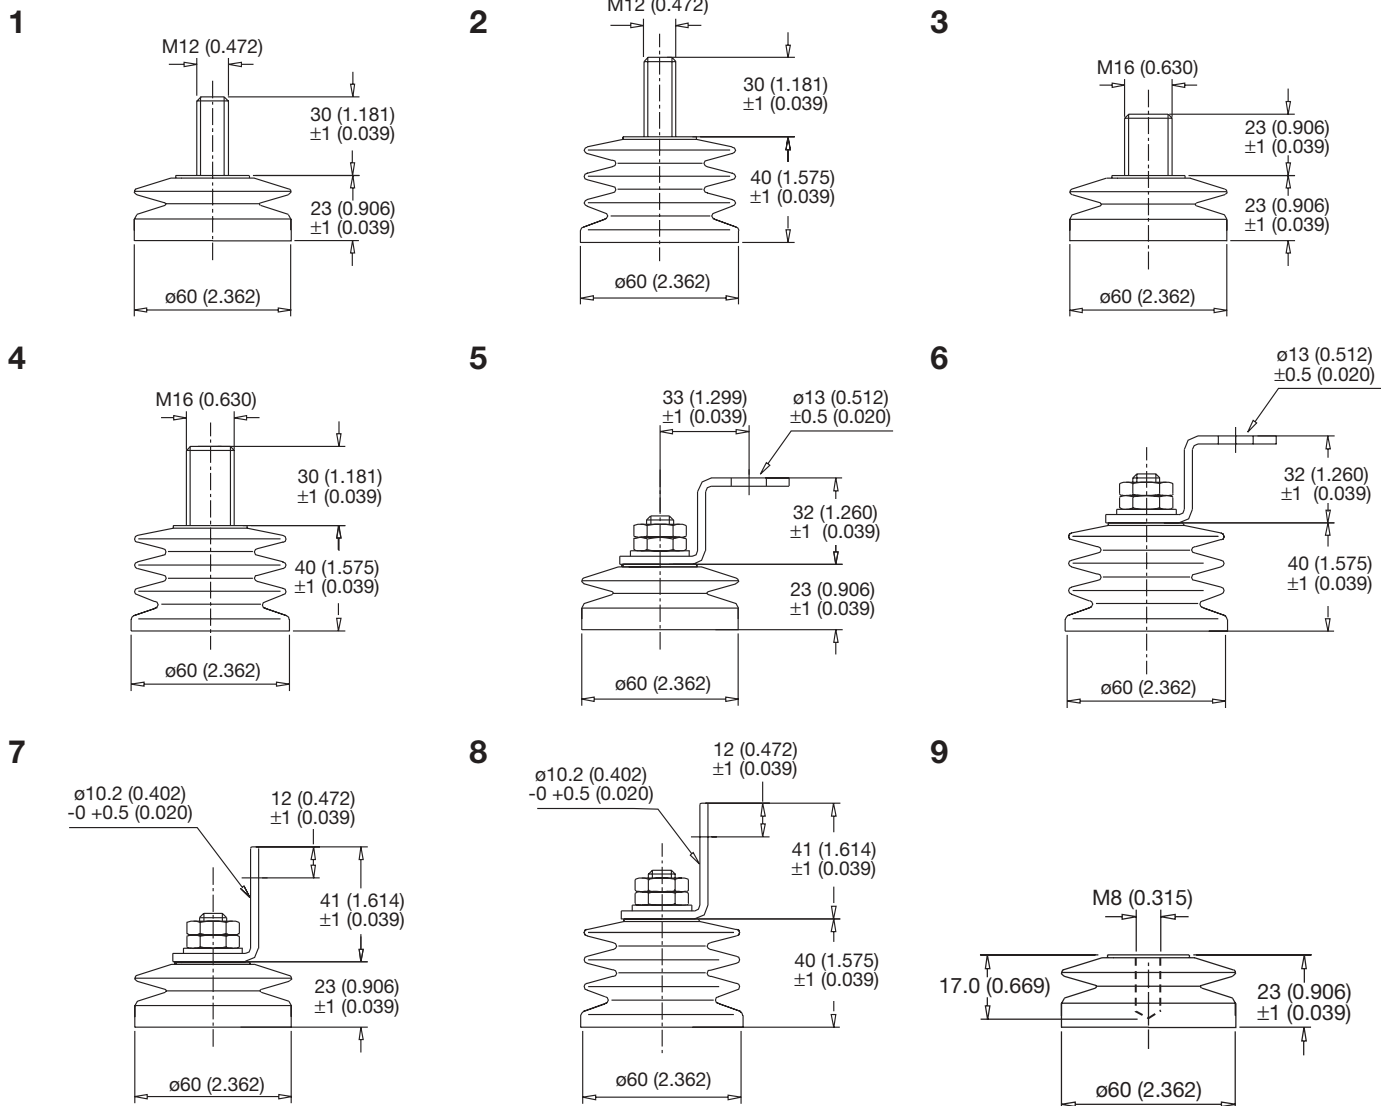 1
M12 (0.472)
30 (1.181)
±1 (0.039)
23 (0.906)
±1 (0.039)
ø60 (2.362)
2
M12 (0.472)
30 (1.181)
±1 (0.039)
40 (1.575)
±1 (0.039)
ø60 (2.362)
3
M16 (0.630)
23 (0.906)
±1 (0.039)
23 (0.906)
±1 (0.039)
ø60 (2.362)
4
M16 (0.630)
30 (1.181)
±1 (0.039)
40 (1.575)
±1 (0.039)
ø60 (2.362)
5
33 (1.299)
±1 (0.039)
ø13 (0.512)
±0.5 (0.020)
32 (1.260)
±1 (0.039)
23 (0.906)
±1 (0.039)
ø60 (2.362)
6
ø13 (0.512)
±0.5 (0.020)
32 (1.260)
±1 (0.039)
40 (1.575)
±1 (0.039)
ø60 (2.362)
7
ø10.2 (0.402)
-0 +0.5 (0.020)
12 (0.472)
±1 (0.039)
41 (1.614)
±1 (0.039)
23 (0.906)
±1 (0.039)
ø60 (2.362)
8
ø10.2 (0.402)
-0 +0.5 (0.020)
12 (0.472)
±1 (0.039)
41 (1.614)
±1 (0.039)
40 (1.575)
±1 (0.039)
ø60 (2.362)
9
M8 (0.315)
17.0 (0.669)
23 (0.906)
±1 (0.039)
ø60 (2.362)